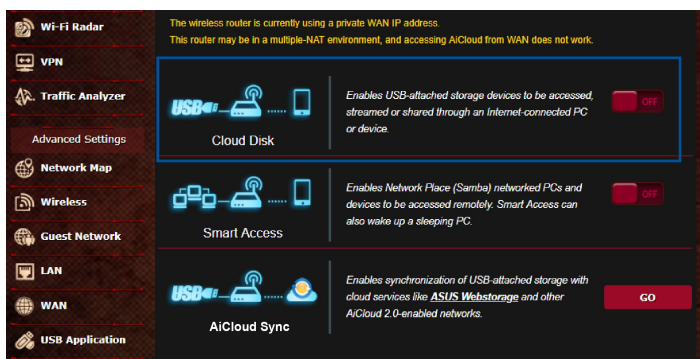 Wi-Fi Radar
VPN
Traffic Analyzer
Advanced Settings
Network Map
Wireless
Guest Network
LAN
WAN
USB Application
The wireless router is currently using a private WAN IP address.
This router may be in a multiple-NAT environment, and accessing AiCloud from WAN does not work.
USB
Cloud Disk
Enables USB-attached storage devices to be accessed,
streamed or shared through an Internet-connected PC
or device.
OFF
Smart Access
Enables Network Place (Samba) networked PCs and
devices to be accessed remotely. Smart Access can
also wake up a sleeping PC.
OFF
USB
AiCloud Sync
Enables synchronization of USB-attached storage with
cloud services like ASUS Webstorage and other
AiCloud 2.0-enabled networks.
GO